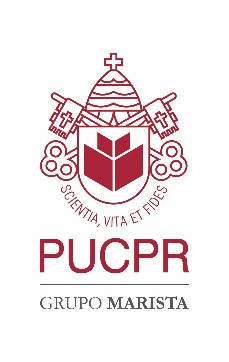 SCIENTIA, VITA ET FIDES
PUCPR
GRUPO MARISTA